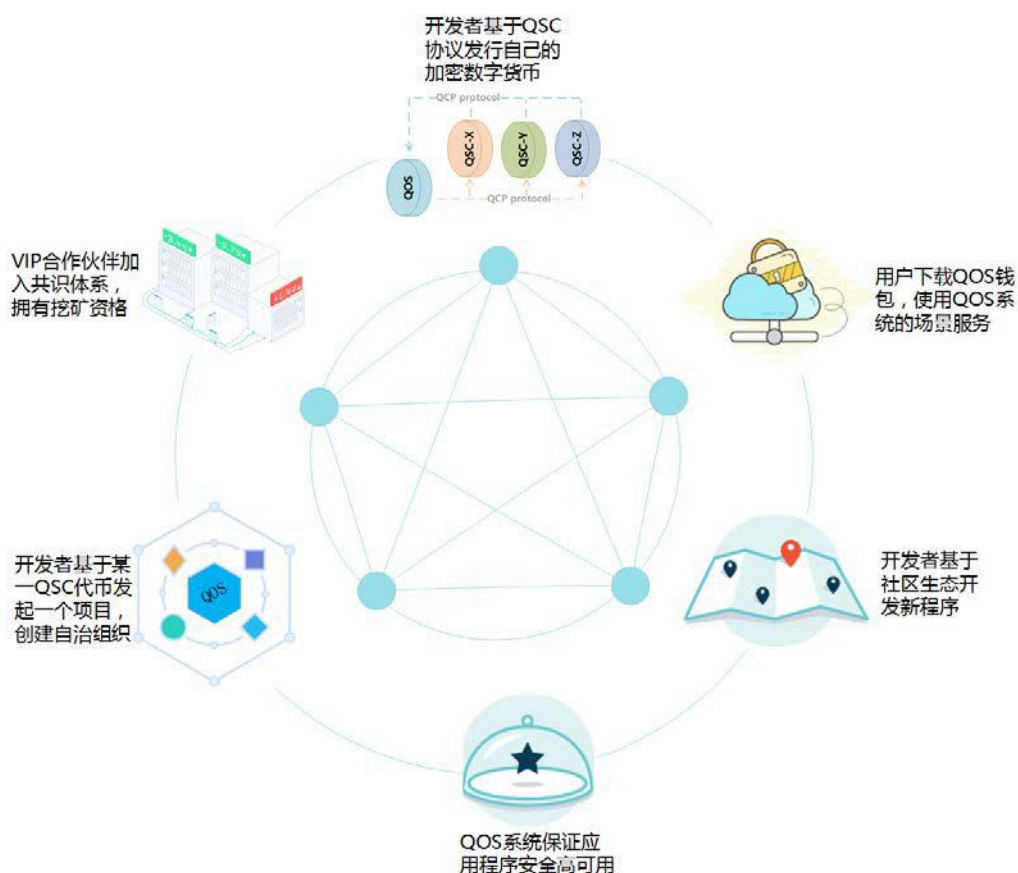 开发者基于QSC
协议发行自己的
加密数字货币
QCP protocol
QOS
QSC-X
QSC-Y
QSC-Z
QCP protocol
VIP合作伙伴加
入共识体系，
拥有挖矿资格
用户下载QOS钱
包，使用QOS系
统的场景服务
开发者基于某
一QSC代币发
起一个项目，
创建自治组织
QOS
开发者基于
社区生态开
发新程序
QOS系统保证应
用程序安全高可用